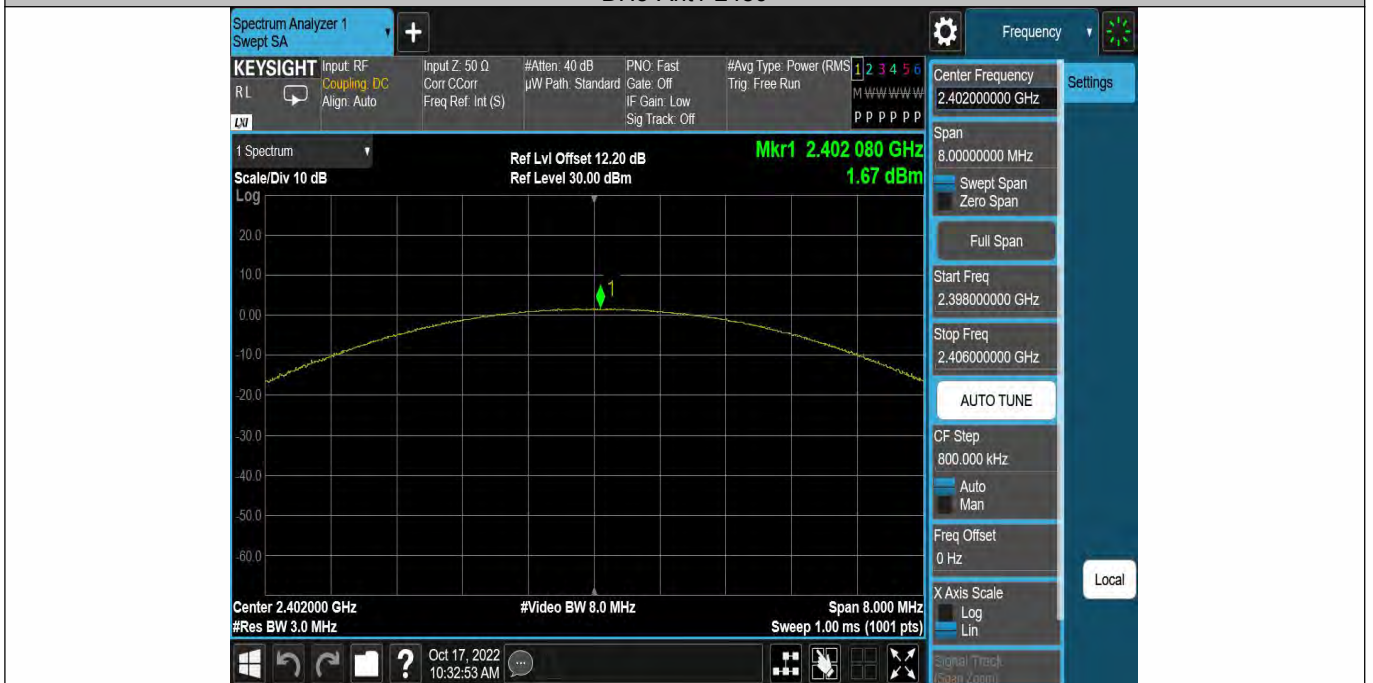 Spectrum Analyzer 1
Swept SA
+
Frequency
KEYSIGHT
RL
LXI
Input: RF
Coupling: DC
Align: Auto
Input Z: 50 Ω
Corr CCorr
Freq Ref: Int (S)
#Atten: 40 dB
µW Path: Standard
PNO: Fast
Gate: Off
IF Gain: Low
Sig Track: Off
#Avg Type: Power (RMS
Trig: Free Run
1 2 3 4 5 6
M W W W W W
P P P P P P
1 Spectrum
Scale/Div 10 dB
Ref Lvl Offset 12.20 dB
Ref Level 30.00 dBm
Mkr1 2.402 080 GHz
1.67 dBm
Log
20.0
10.0
0.00
-10.0
-20.0
-30.0
-40.0
-50.0
-60.0
1
Center 2.402000 GHz
#Res BW 3.0 MHz
#Video BW 8.0 MHz
Span 8.000 MHz
Sweep 1.00 ms (1001 pts)
Oct 17, 2022
10:32:53 AM
Center Frequency
2.402000000 GHz
Span
8.00000000 MHz
Swept Span
Zero Span
Full Span
Start Freq
2.398000000 GHz
Stop Freq
2.406000000 GHz
AUTO TUNE
CF Step
800.000 kHz
Auto
Man
Freq Offset
0 Hz
X Axis Scale
Log
Lin
Signal Track
(Span Zoom)
Settings
Local